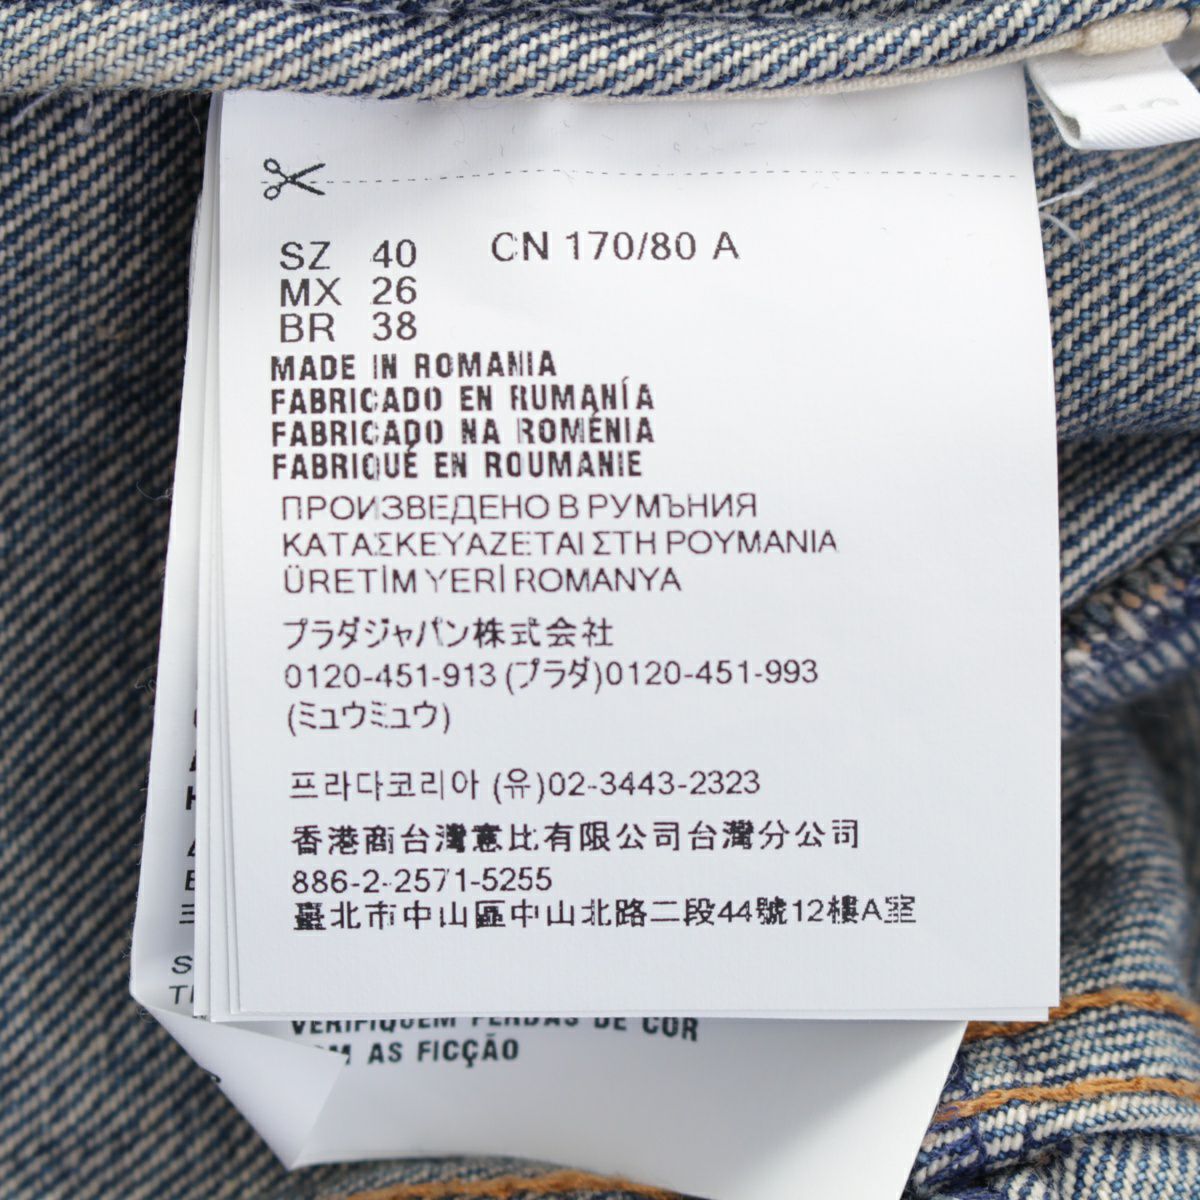 SZ 40 CN 170/80 A
MX 26
BR 38
MADE IN ROMANIA
FABRICADO EN RUMANÍA
FABRICADO NA ROMÉNIA
FABRIQUÉ EN ROUMANIE
ПРОИЗВЕДЕНО В РУМЪНИЯ
ΚΑΤΑΣΚΕΥΑΖΕΤΑΙ ΣΤΗ ΡΟΥΜΑΝΙΑ
ÜRETİM YERİ ROMANYA
プラダジャパン株式会社
0120-451-913 (プラダ)0120-451-993
(ミュウミュウ)
프라다코리아 (유)02-3443-2323
香港商台灣意比有限公司台灣分公司
886-2-2571-5255
臺北市中山區中山北路二段44號12樓A室
VERIFIQUEM PERDAS DE COR
AS FICÇÃO